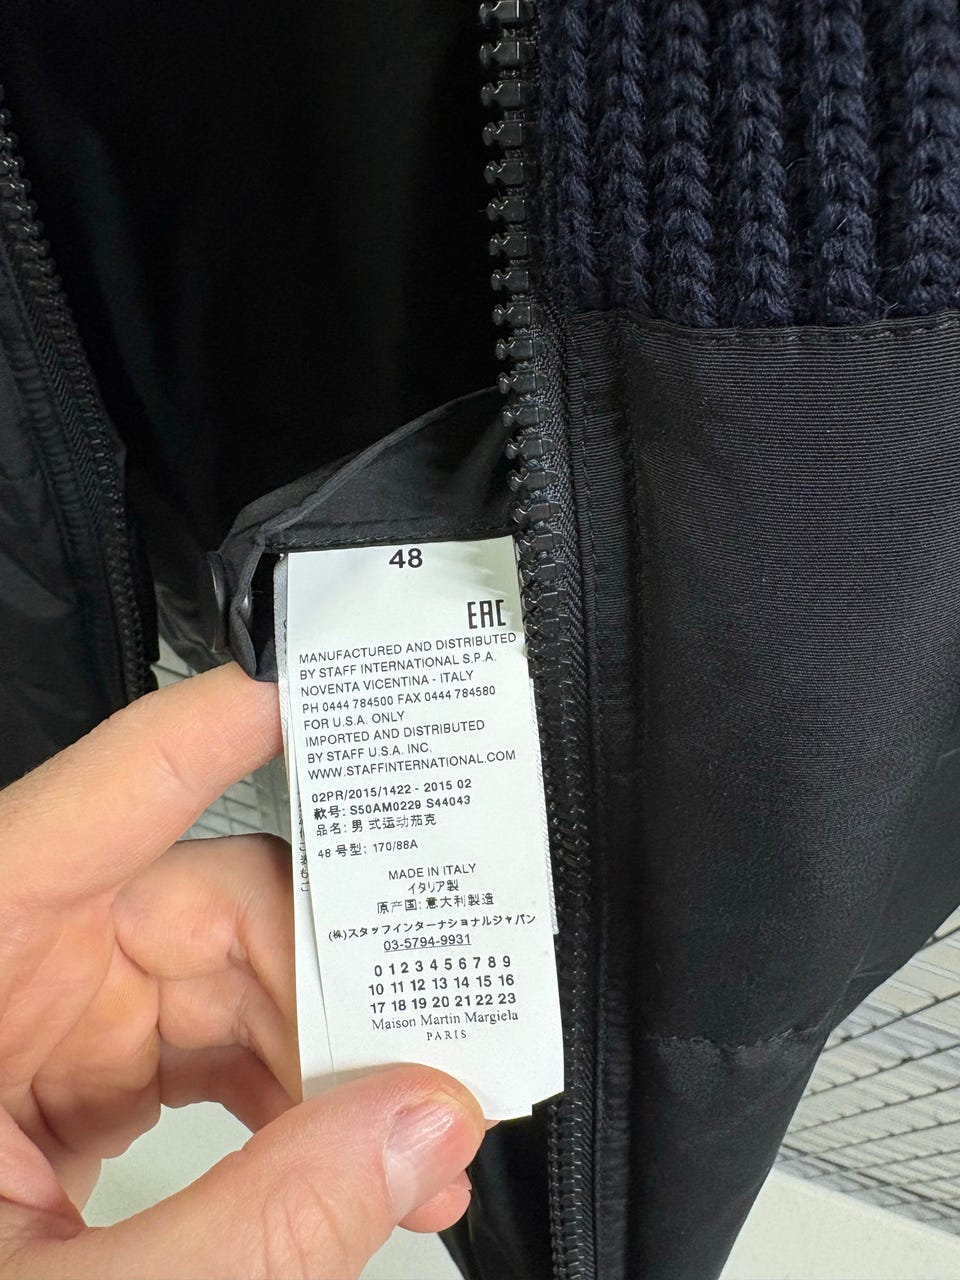 48
EAC
MANUFACTURED AND DISTRIBUTED
BY STAFF INTERNATIONAL S.P.A.
NOVENTA VICENTINA - ITALY
PH 0444 784500 FAX 0444 784580
FOR U.S.A. ONLY
IMPORTED AND DISTRIBUTED
BY STAFF U.S.A. INC.
WWW.STAFFINTERNATIONAL.COM
02PR/2015/1422 - 2015 02
款号: S50AM0229 S44043
品名: 男 式运动茄克
48 号型: 170/88A
MADE IN ITALY
イタリア製
原产国: 意大利製造
(株)スタッフインターナショナルジャパン
03-5794-9931
0 1 2 3 4 5 6 7 8 9
10 11 12 13 14 15 16
17 18 19 20 21 22 23
Maison Martin Margiela
PARIS